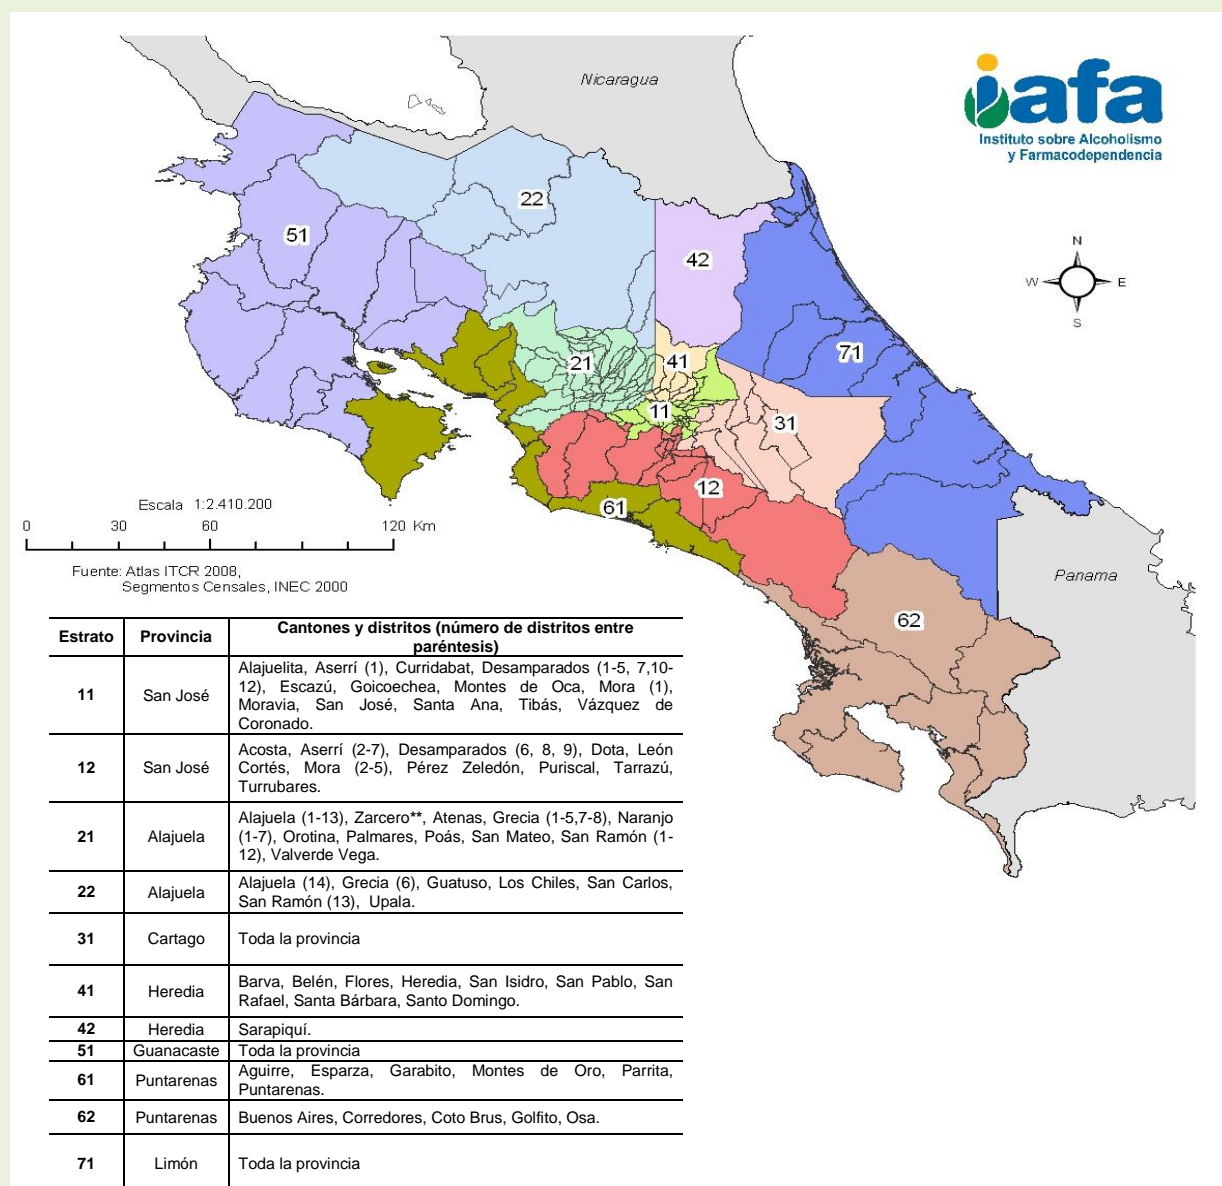 Nicaragua
iafa
Instituto sobre Alcoholismo
y Farmacodependencia
22
51
42
N
W E
S
71
21
41
11
31
12
61
Escala 1:2.410.200
0 30 60 120 Km
Fuente: Atlas ITCR 2008,
Segmentos Censales, INEC 2000
Panama
62
Estrato Provincia Cantones y distritos (número de distritos entre
paréntesis)
11 San José Alajuelita, Aserrí (1), Curridabat, Desamparados (1-5, 7,10-
12), Escazú, Goicoechea, Montes de Oca, Mora (1),
Moravia, San José, Santa Ana, Tibás, Vázquez de
Coronado.
12 San José Acosta, Aserrí (2-7), Desamparados (6, 8, 9), Dota, León
Cortés, Mora (2-5), Pérez Zeledón, Puriscal, Tarrazú,
Turrubares.
21 Alajuela Alajuela (1-13), Zarcero**, Atenas, Grecia (1-5,7-8), Naranjo
(1-7), Orotina, Palmares, Poás, San Mateo, San Ramón (1-
12), Valverde Vega.
22 Alajuela Alajuela (14), Grecia (6), Guatuso, Los Chiles, San Carlos,
San Ramón (13), Upala.
31 Cartago Toda la provincia
41 Heredia Barva, Belén, Flores, Heredia, San Isidro, San Pablo, San
Rafael, Santa Bárbara, Santo Domingo.
42 Heredia Sarapiquí.
51 Guanacaste Toda la provincia
61 Puntarenas Aguirre, Esparza, Garabito, Montes de Oro, Parrita,
Puntarenas.
62 Puntarenas Buenos Aires, Corredores, Coto Brus, Golfito, Osa.
71 Limón Toda la provincia